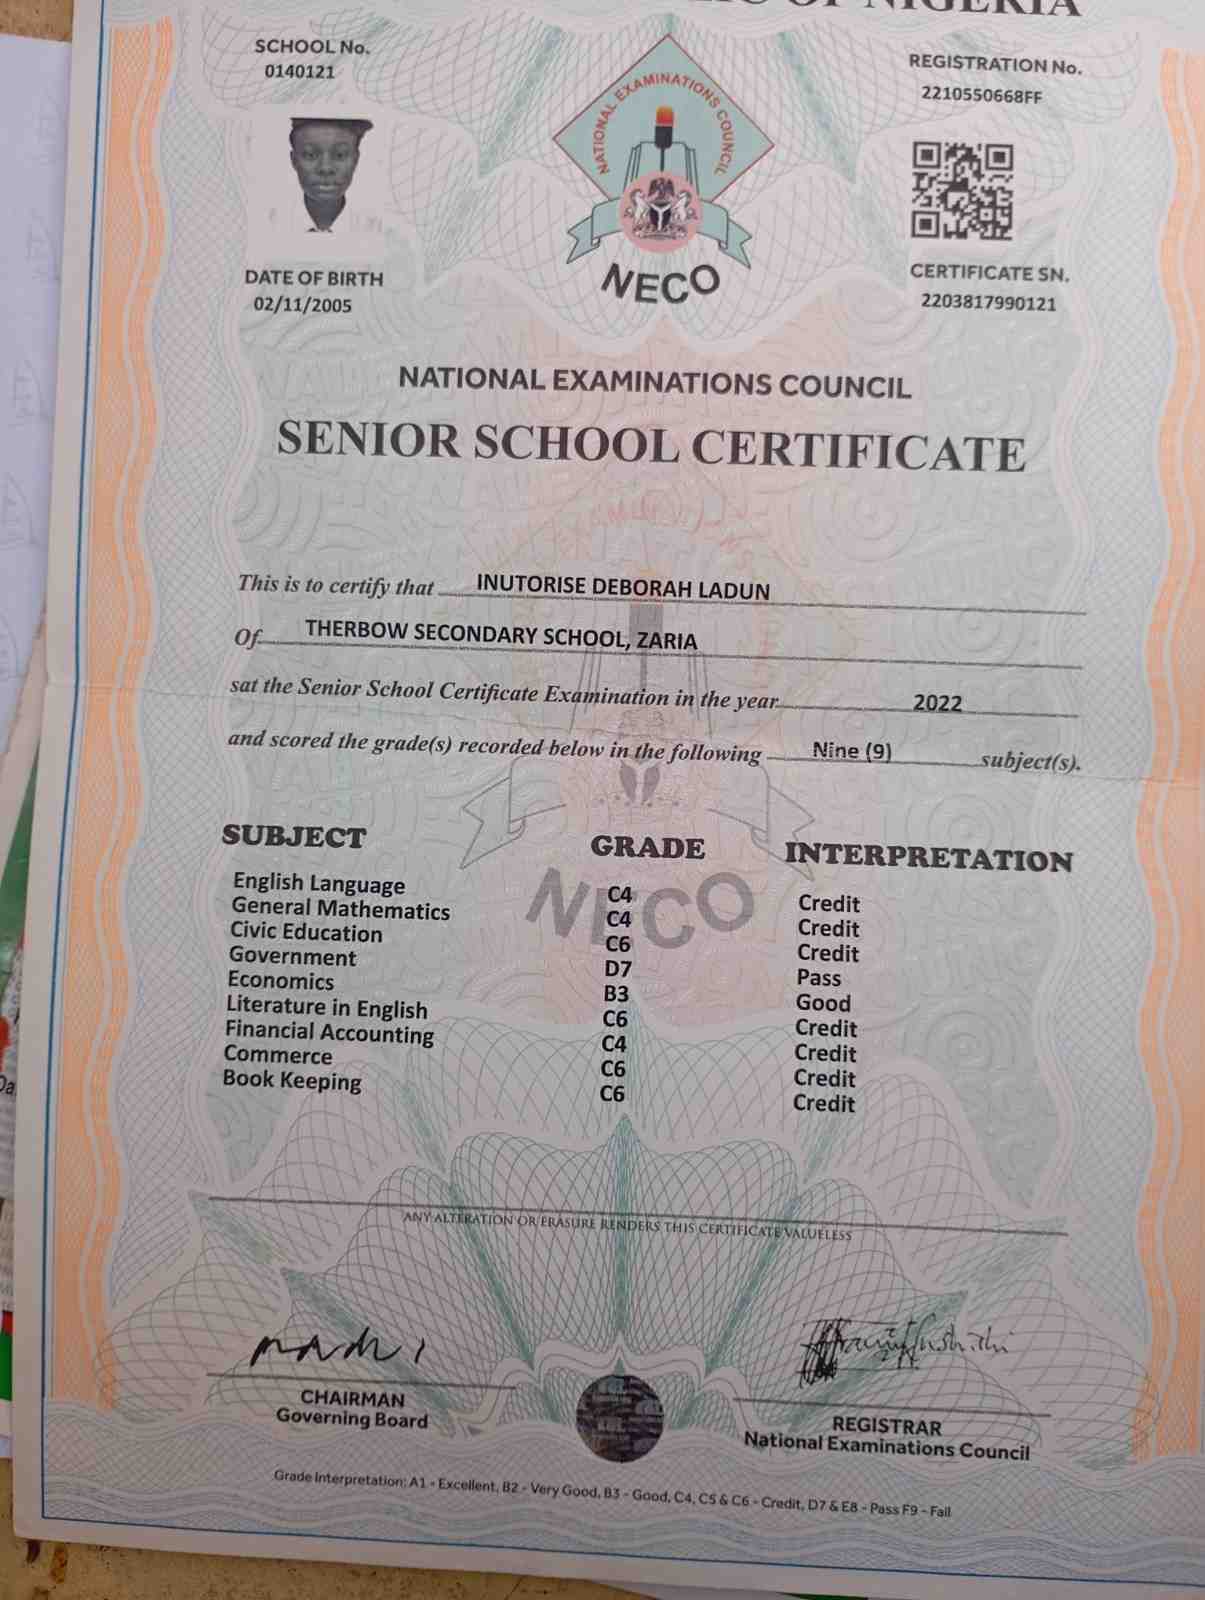 OF NIGERIA
SCHOOL No.
0140121
REGISTRATION No.
2210550668FF
NATIONAL EXAMINATIONS COUNCIL
NECO
DATE OF BIRTH
02/11/2005
CERTIFICATE SN.
2203817990121
NATIONAL EXAMINATIONS COUNCIL
SENIOR SCHOOL CERTIFICATE
This is to certify that INUTORISE DEBORAH LADUN
Of THERBOW SECONDARY SCHOOL, ZARIA
sat the Senior School Certificate Examination in the year 2022
and scored the grade(s) recorded below in the following Nine (9) subject(s).
SUBJECT GRADE INTERPRETATION
English Language C4 Credit
General Mathematics C4 Credit
Civic Education C6 Credit
Government D7 Pass
Economics B3 Good
Literature in English C6 Credit
Financial Accounting C4 Credit
Commerce C6 Credit
Book Keeping C6 Credit
NECO
ANY ALTERATION OR ERASURE RENDERS THIS CERTIFICATE VALUELESS
CHAIRMAN
Governing Board
REGISTRAR
National Examinations Council
Grade Interpretation: A1 - Excellent, B2 - Very Good, B3 - Good, C4, C5 & C6 - Credit, D7 & E8 - Pass F9 - Fail